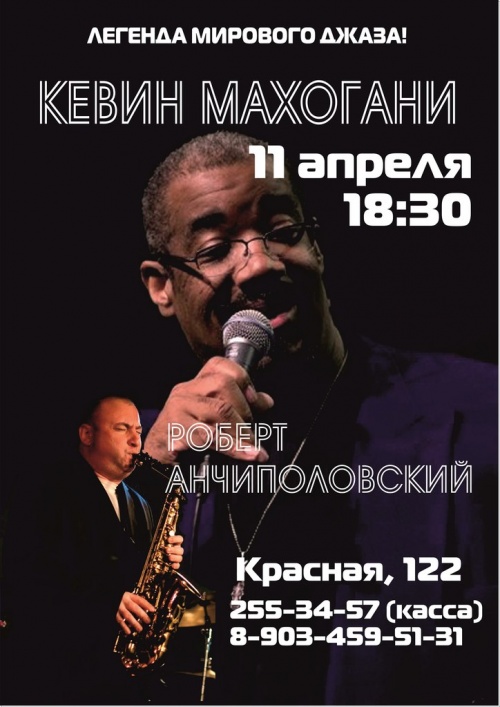 ЛЕГЕНДА МИРОВОГО ДЖАЗА!
КЕВИН МАХОГАНИ
11 апреля
18:30
РОБЕРТ
АНЧИПОЛОВСКИЙ
Красная, 122
255-34-57 (касса)
8-903-459-51-31